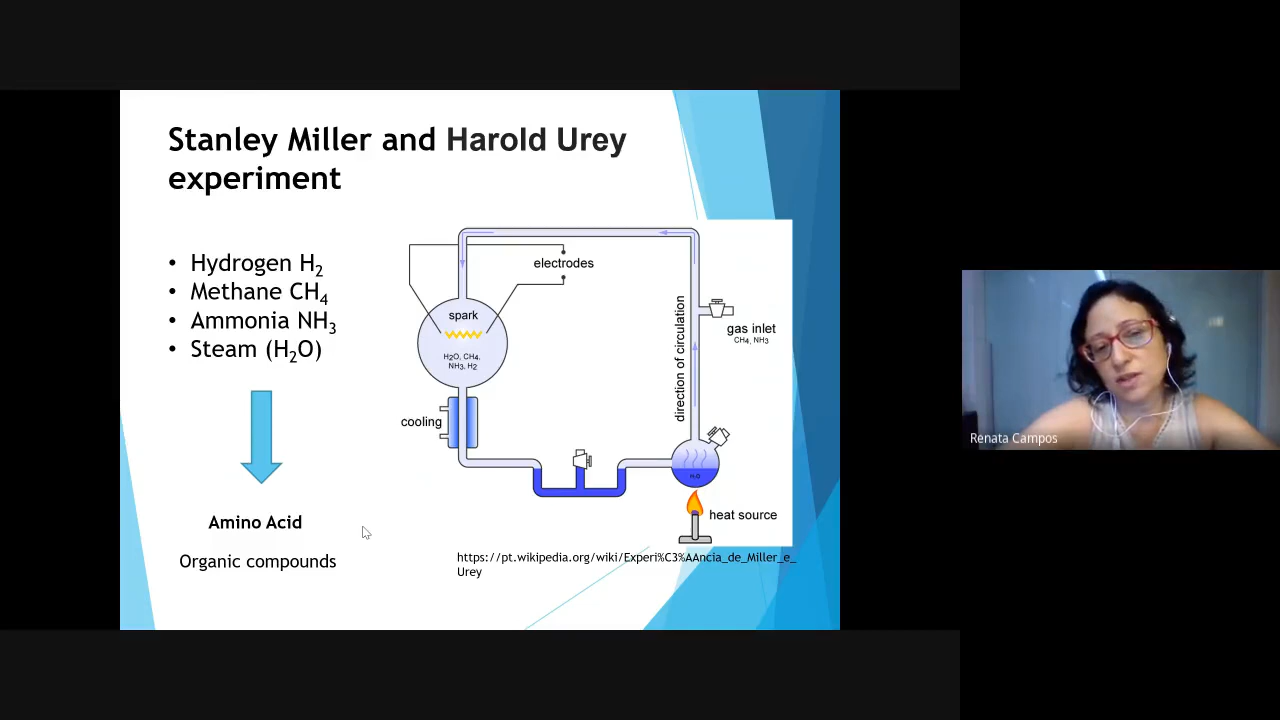 Stanley Miller and Harold Urey
experiment
• Hydrogen H₂
• Methane CH₄
• Ammonia NH₃
• Steam (H₂O)
Amino Acid
Organic compounds
electrodes
spark
H₂O, CH₄,
NH₃, H₂
cooling
direction of circulation
gas inlet
CH₄, NH₃
H₂O
heat source
https://pt.wikipedia.org/wiki/Experi%C3%AAncia_de_Miller_e_
Urey
Renata Campos